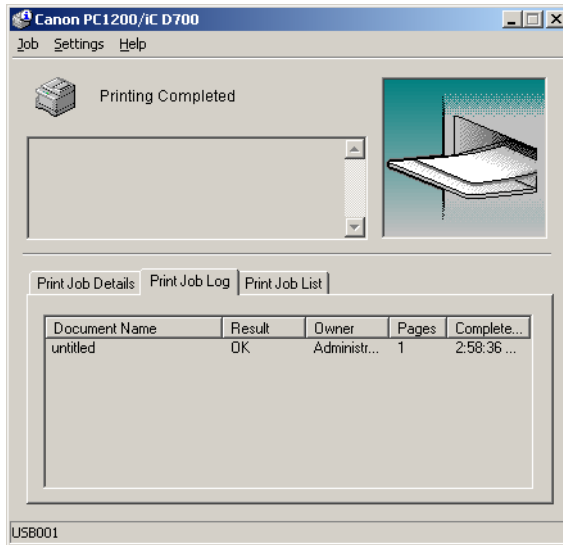 Canon PC1200/iC D700
Job Settings Help
Printing Completed
Print Job Details Print Job Log Print Job List
Document Name Result Owner Pages Complete...
untitled OK Administr... 1 2:58:36 ...
USB001